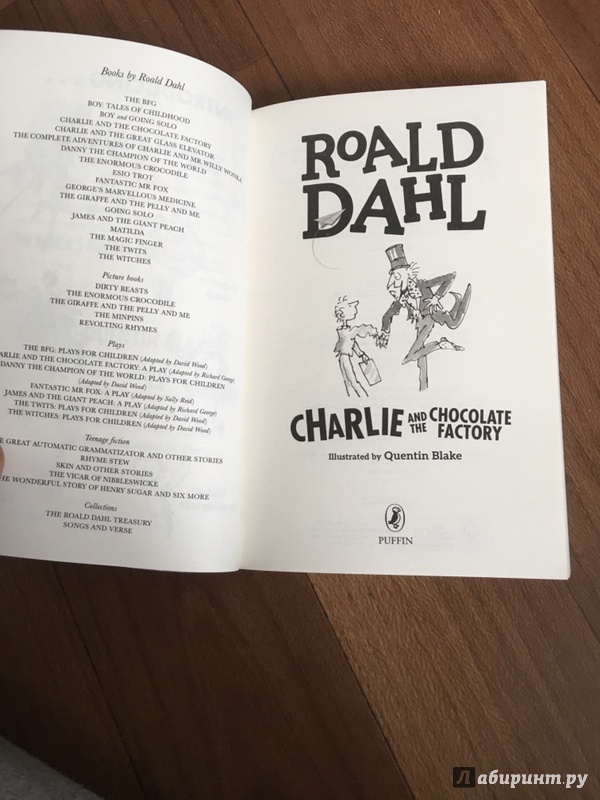 Books by Roald Dahl
THE BFG
BOY: TALES OF CHILDHOOD
BOY and GOING SOLO
CHARLIE AND THE CHOCOLATE FACTORY
CHARLIE AND THE GREAT GLASS ELEVATOR
THE COMPLETE ADVENTURES OF CHARLIE AND MR WILLY WONKA
DANNY THE CHAMPION OF THE WORLD
THE ENORMOUS CROCODILE
ESIO TROT
FANTASTIC MR FOX
GEORGE'S MARVELLOUS MEDICINE
THE GIRAFFE AND THE PELLY AND ME
GOING SOLO
JAMES AND THE GIANT PEACH
MATILDA
THE MAGIC FINGER
THE TWITS
THE WITCHES
Picture books
DIRTY BEASTS
THE ENORMOUS CROCODILE
THE GIRAFFE AND THE PELLY AND ME
THE MINPINS
REVOLTING RHYMES
Plays
THE BFG: PLAYS FOR CHILDREN (Adapted by David Wood)
ARLIE AND THE CHOCOLATE FACTORY: A PLAY (Adapted by Richard George)
DANNY THE CHAMPION OF THE WORLD: PLAYS FOR CHILDREN
(Adapted by David Wood)
FANTASTIC MR FOX: A PLAY (Adapted by Sally Reid)
JAMES AND THE GIANT PEACH: A PLAY (Adapted by Richard George)
THE TWITS: PLAYS FOR CHILDREN (Adapted by David Wood)
THE WITCHES: PLAYS FOR CHILDREN (Adapted by David Wood)
Teenage fiction
HE GREAT AUTOMATIC GRAMMATIZATOR AND OTHER STORIES
RHYME STEW
SKIN AND OTHER STORIES
THE VICAR OF NIBBLESWICKE
THE WONDERFUL STORY OF HENRY SUGAR AND SIX MORE
Collections
THE ROALD DAHL TREASURY
SONGS AND VERSE
ROALD
DAHL
CHARLIE AND THE CHOCOLATE FACTORY
Illustrated by Quentin Blake
PUFFIN
Лабиринт.ру